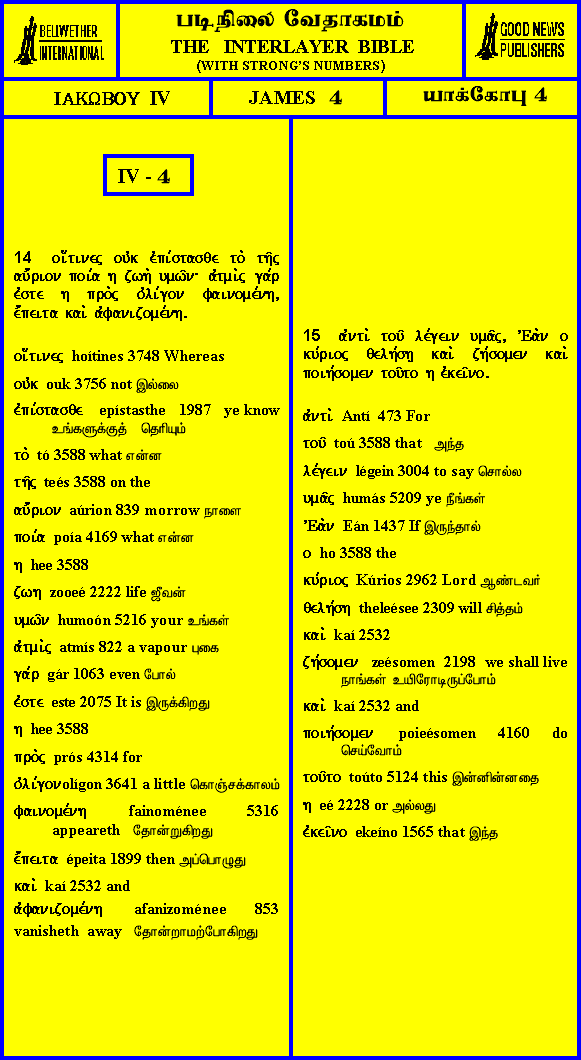 BELLWETHER
INTERNATIONAL
படிநிலை வேதாகமம்
THE INTERLAYER BIBLE
(WITH STRONG'S NUMBERS)
GOOD NEWS
PUBLISHERS
ΙΑΚΩΒΟΥ IV
JAMES 4
யாக்கோபு 4
IV - 4
14 οἵτινες οὐκ ἐπίστασθε τὸ τῆς
αὔριον ποία η ζωὴ υμῶν· ἀτμὶς γάρ
ἐστε η πρὸς ὀλίγον φαινομένη,
ἔπειτα καὶ ἀφανιζομένη.
οἵτινες hoítines 3748 Whereas
οὐκ ouk 3756 not இல்லை
ἐπίστασθε epístasthe 1987 ye know
உங்களுக்குத் தெரியும்
τὸ tó 3588 what என்ன
τῆς teés 3588 on the
αὔριον aúrion 839 morrow நாளை
ποία poía 4169 what என்ன
η hee 3588
ζωη zooeé 2222 life ஜீவன்
υμῶν humoón 5216 your உங்கள்
ἀτμὶς atmís 822 a vapour புகை
γάρ gár 1063 even போல்
ἐστε este 2075 It is இருக்கிறது
η hee 3588
πρὸς prós 4314 for
ὀλίγονolígon 3641 a little கொஞ்சக்காலம்
φαινομένη fainoménee 5316
appeareth தோன்றுகிறது
ἔπειτα épeita 1899 then அப்பொழுது
καὶ kaí 2532 and
ἀφανιζομένη afanizoménee 853
vanisheth away தோன்றாமற்போகிறது
15 ἀντὶ τοῦ λέγειν υμᾶς, Ἐὰν ο
κύριος θελήση καὶ ζήσομεν καὶ
ποιήσομεν τοῦτο η ἐκεῖνο.
ἀντὶ Antí 473 For
τοῦ toú 3588 that அந்த
λέγειν légein 3004 to say சொல்ல
υμᾶς humás 5209 ye நீங்கள்
Ἐὰν Eán 1437 If இருந்தால்
ο ho 3588 the
κύριος Kúrios 2962 Lord ஆண்டவர்
θελήση theleésee 2309 will சித்தம்
καὶ kaí 2532
ζήσομεν zeésomen 2198 we shall live
நாங்கள் உயிரோடிருப்போம்
καὶ kaí 2532 and
ποιήσομεν poieésomen 4160 do
செய்வோம்
τοῦτο toúto 5124 this இன்னின்னதை
η eé 2228 or அல்லது
ἐκεῖνο ekeíno 1565 that இந்த